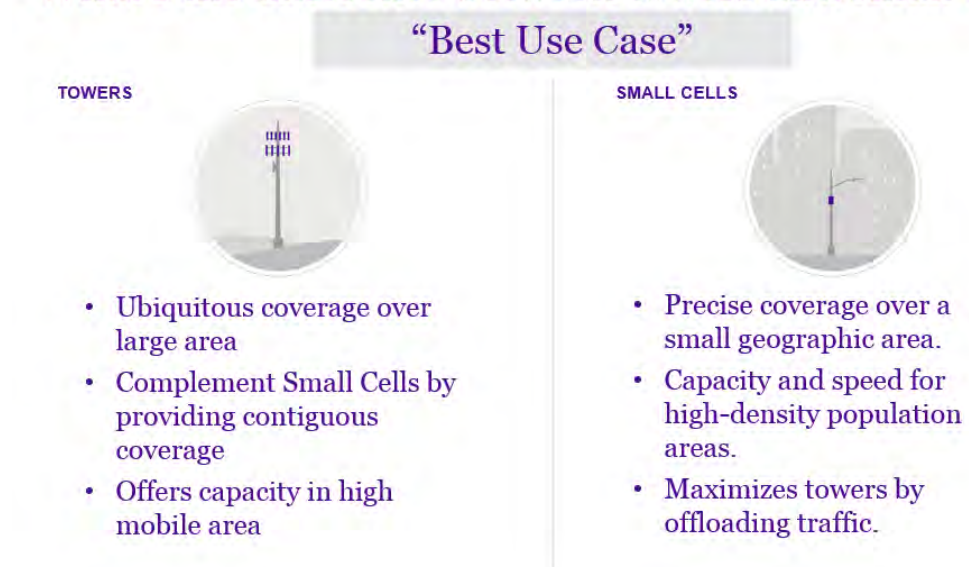 “Best Use Case”
TOWERS
• Ubiquitous coverage over
large area
• Complement Small Cells by
providing contiguous
coverage
• Offers capacity in high
mobile area
SMALL CELLS
• Precise coverage over a
small geographic area.
• Capacity and speed for
high-density population
areas.
• Maximizes towers by
offloading traffic.